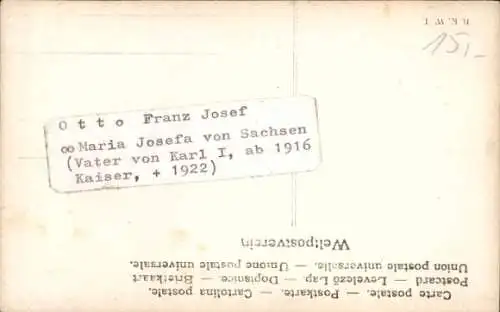 B. K. W. I.
15,-
Otto Franz Josef
∞ Maria Josefa von Sachsen
(Vater von Karl I, ab 1916
Kaiser, + 1922)
Weltpostverein
Carte postale. — Postkarte. — Cartolina postale.
Postcard — Levelező Lap. — Dopisnice. — Briefkaart
Union postale universelle. — Unione postale universale.